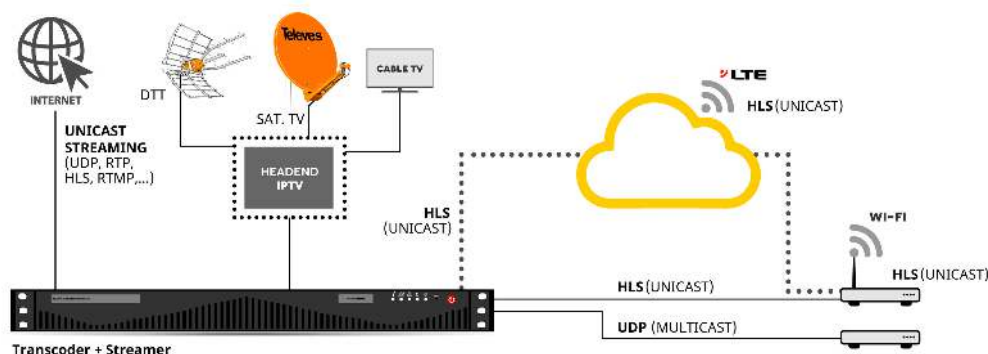 INTERNET
UNICAST
STREAMING
(UDP, RTP,
HLS, RTMP,...)
DTT
Televes
SAT. TV
CABLE TV
HEADEND
IPTV
HLS
(UNICAST)
LTE
HLS (UNICAST)
WI-FI
HLS (UNICAST)
HLS (UNICAST)
UDP (MULTICAST)
Transcoder + Streamer